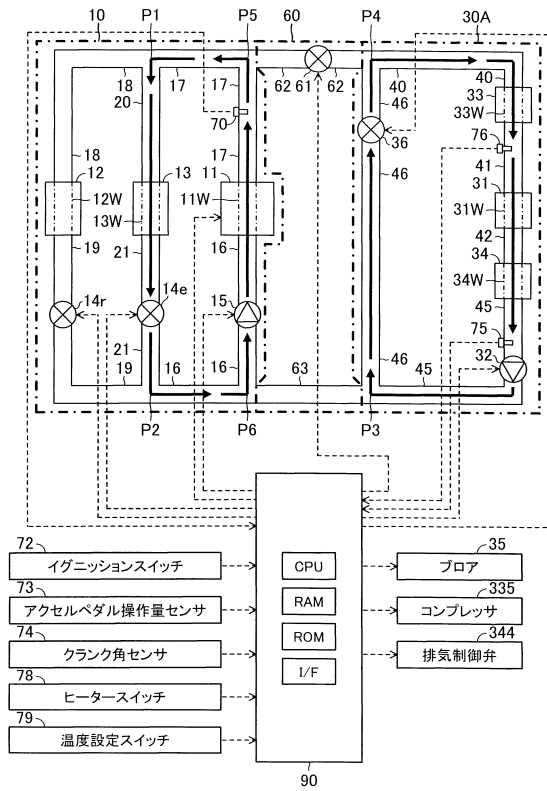 10 P1 P5 60 P4 30A
18 17 62 61 62 40 40
20 17 46 33
70 36 33W
18 17 46 76
12 13 11 41
12W 11W 31
13W 31W
42
19 21 16 34
34W
14r 14e 15 45
75
21 46 32
19 16 16 63 45
P2 P6 P3
72
イグニッションスイッチ
73
アクセルペダル操作量センサ
74
クランク角センサ
78
ヒータースイッチ
79
温度設定スイッチ
CPU
RAM
ROM
I/F
90
35
ブロア
335
コンプレッサ
344
排気制御弁